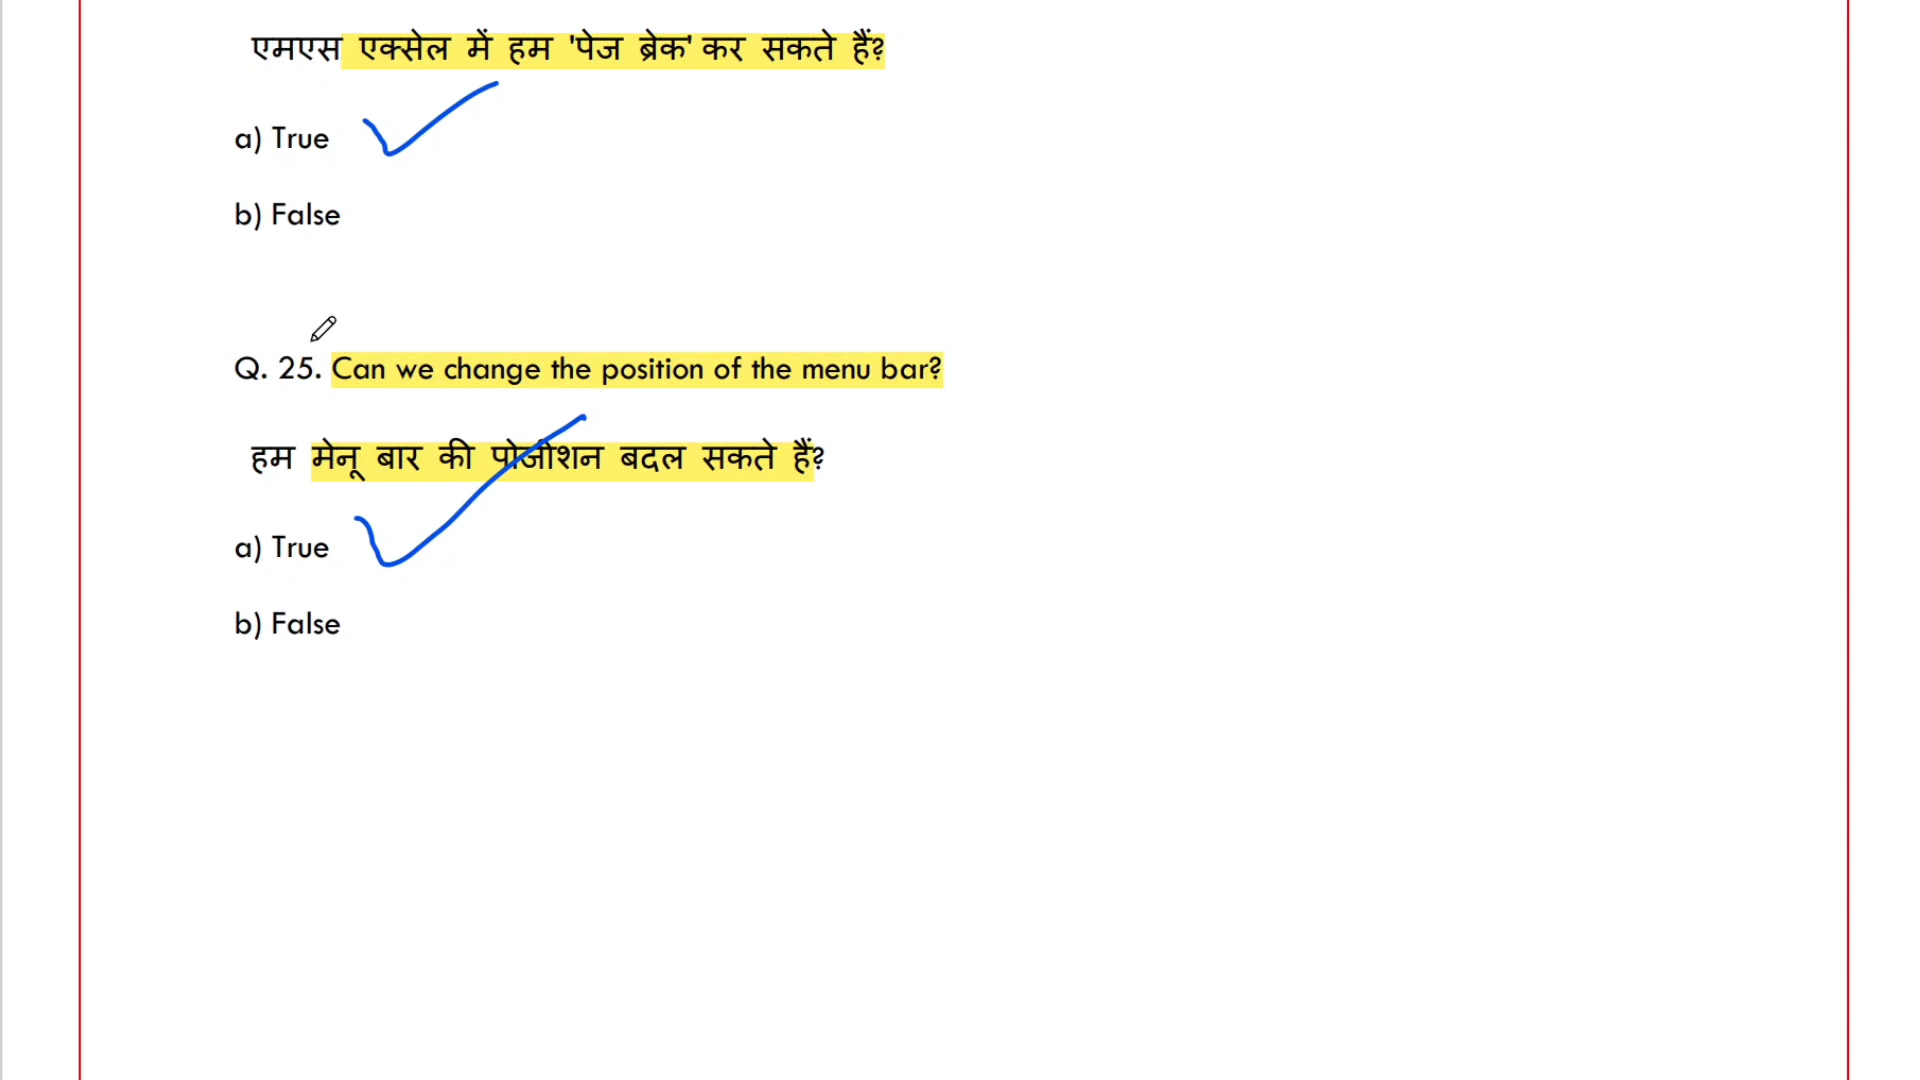 एमएस एक्सेल में हम 'पेज ब्रेक' कर सकते हैं?
a) True
b) False
Q. 25. Can we change the position of the menu bar?
हम मेनू बार की पोजीशन बदल सकते हैं?
a) True
b) False